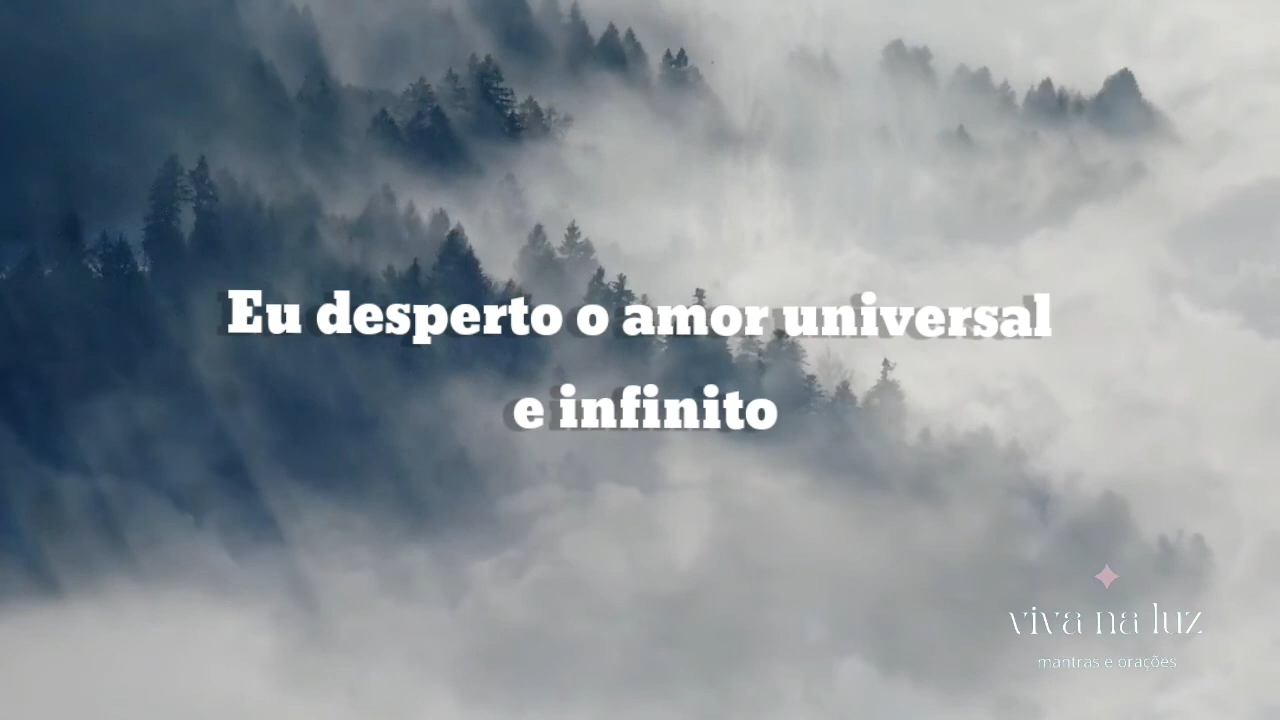 Eu desperto o amor universal
e infinito
viva na luz
mantras e orações